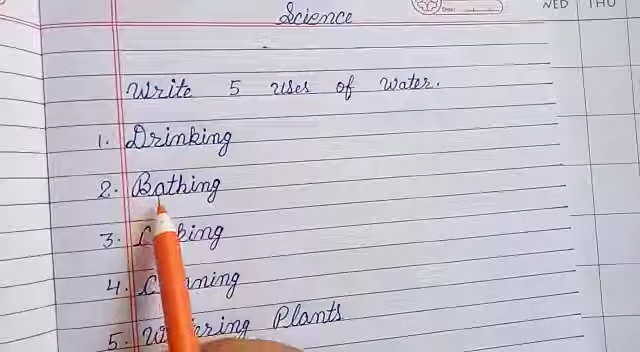 WED THU
Science
Write 5 uses of water.
1. Drinking
2. Bathing
3.
4.
5. Plants